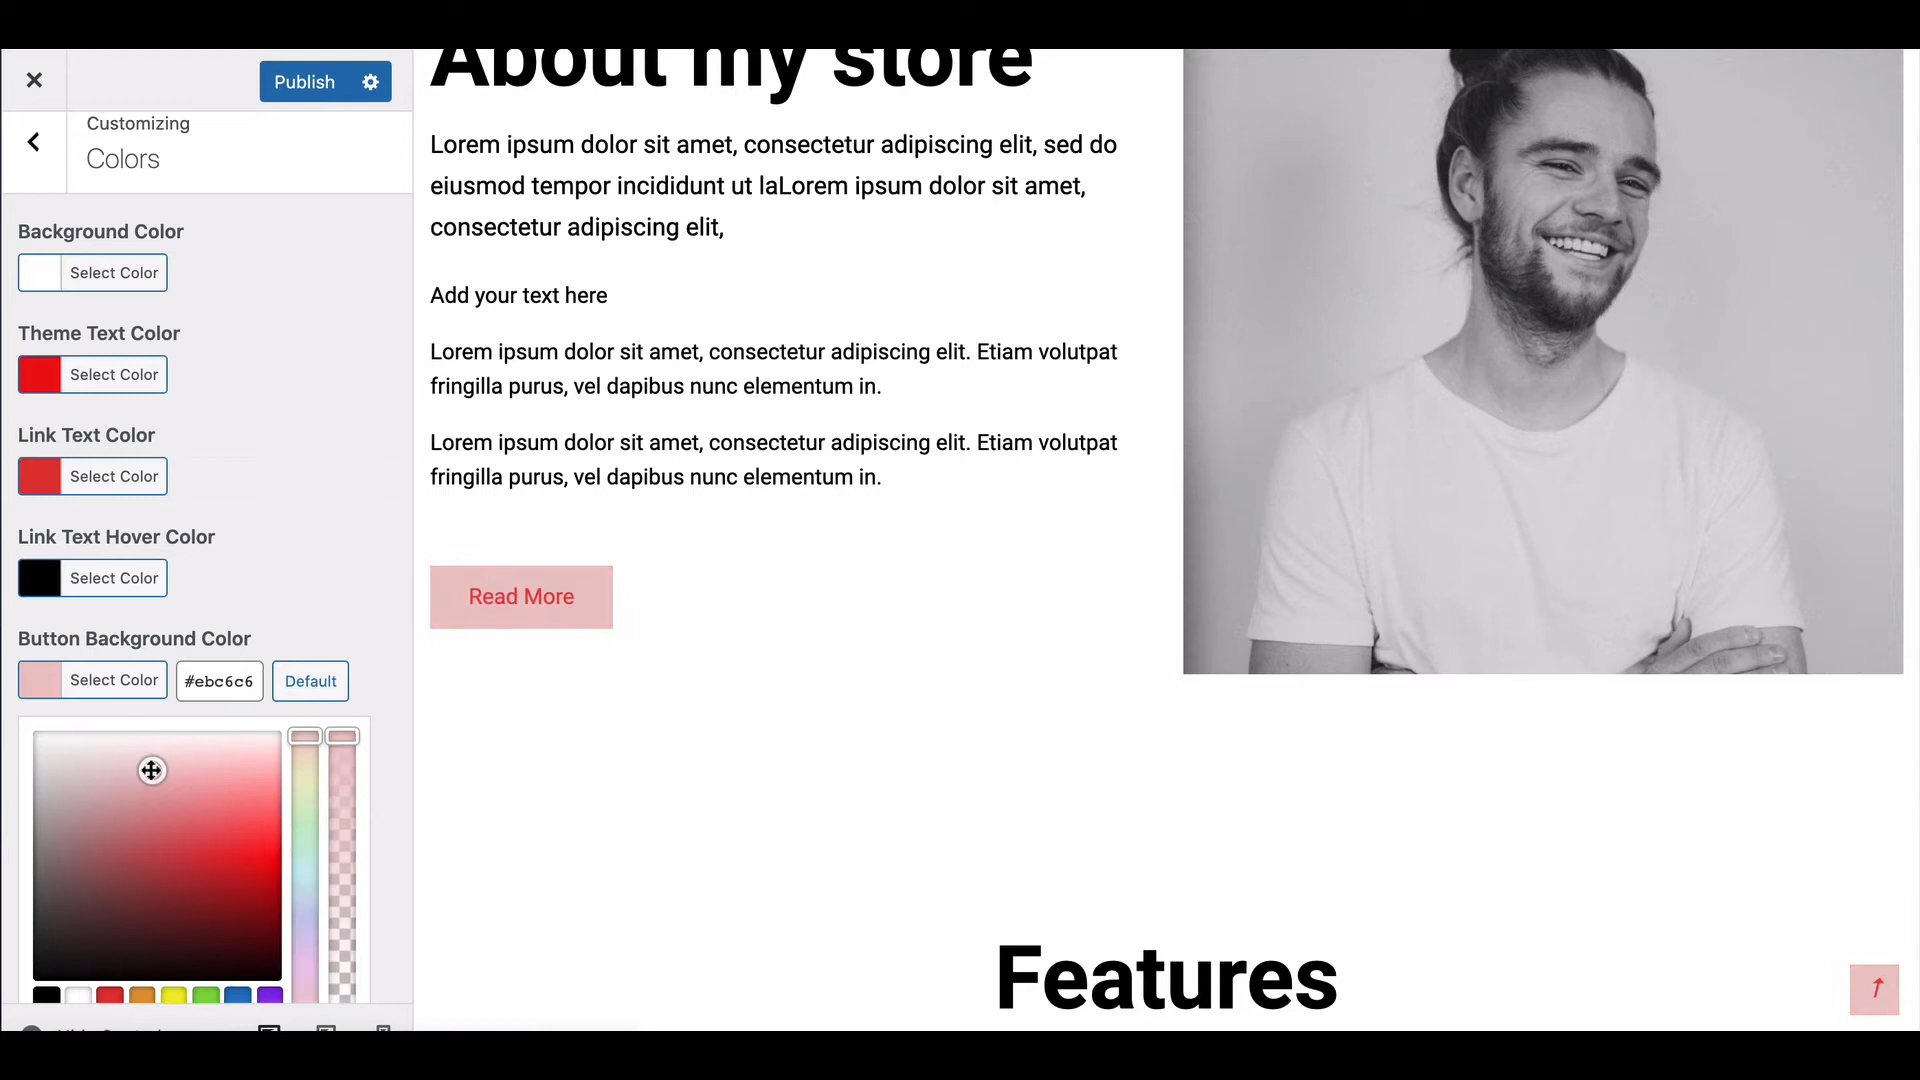 Publish
Customizing
Colors
Background Color
Select Color
Theme Text Color
Select Color
Link Text Color
Select Color
Link Text Hover Color
Select Color
Button Background Color
Select Color #ebc6c6 Default
About my store
Lorem ipsum dolor sit amet, consectetur adipiscing elit, sed do
eiusmod tempor incididunt ut laLorem ipsum dolor sit amet,
consectetur adipiscing elit,
Add your text here
Lorem ipsum dolor sit amet, consectetur adipiscing elit. Etiam volutpat
fringilla purus, vel dapibus nunc elementum in.
Lorem ipsum dolor sit amet, consectetur adipiscing elit. Etiam volutpat
fringilla purus, vel dapibus nunc elementum in.
Read More
Features